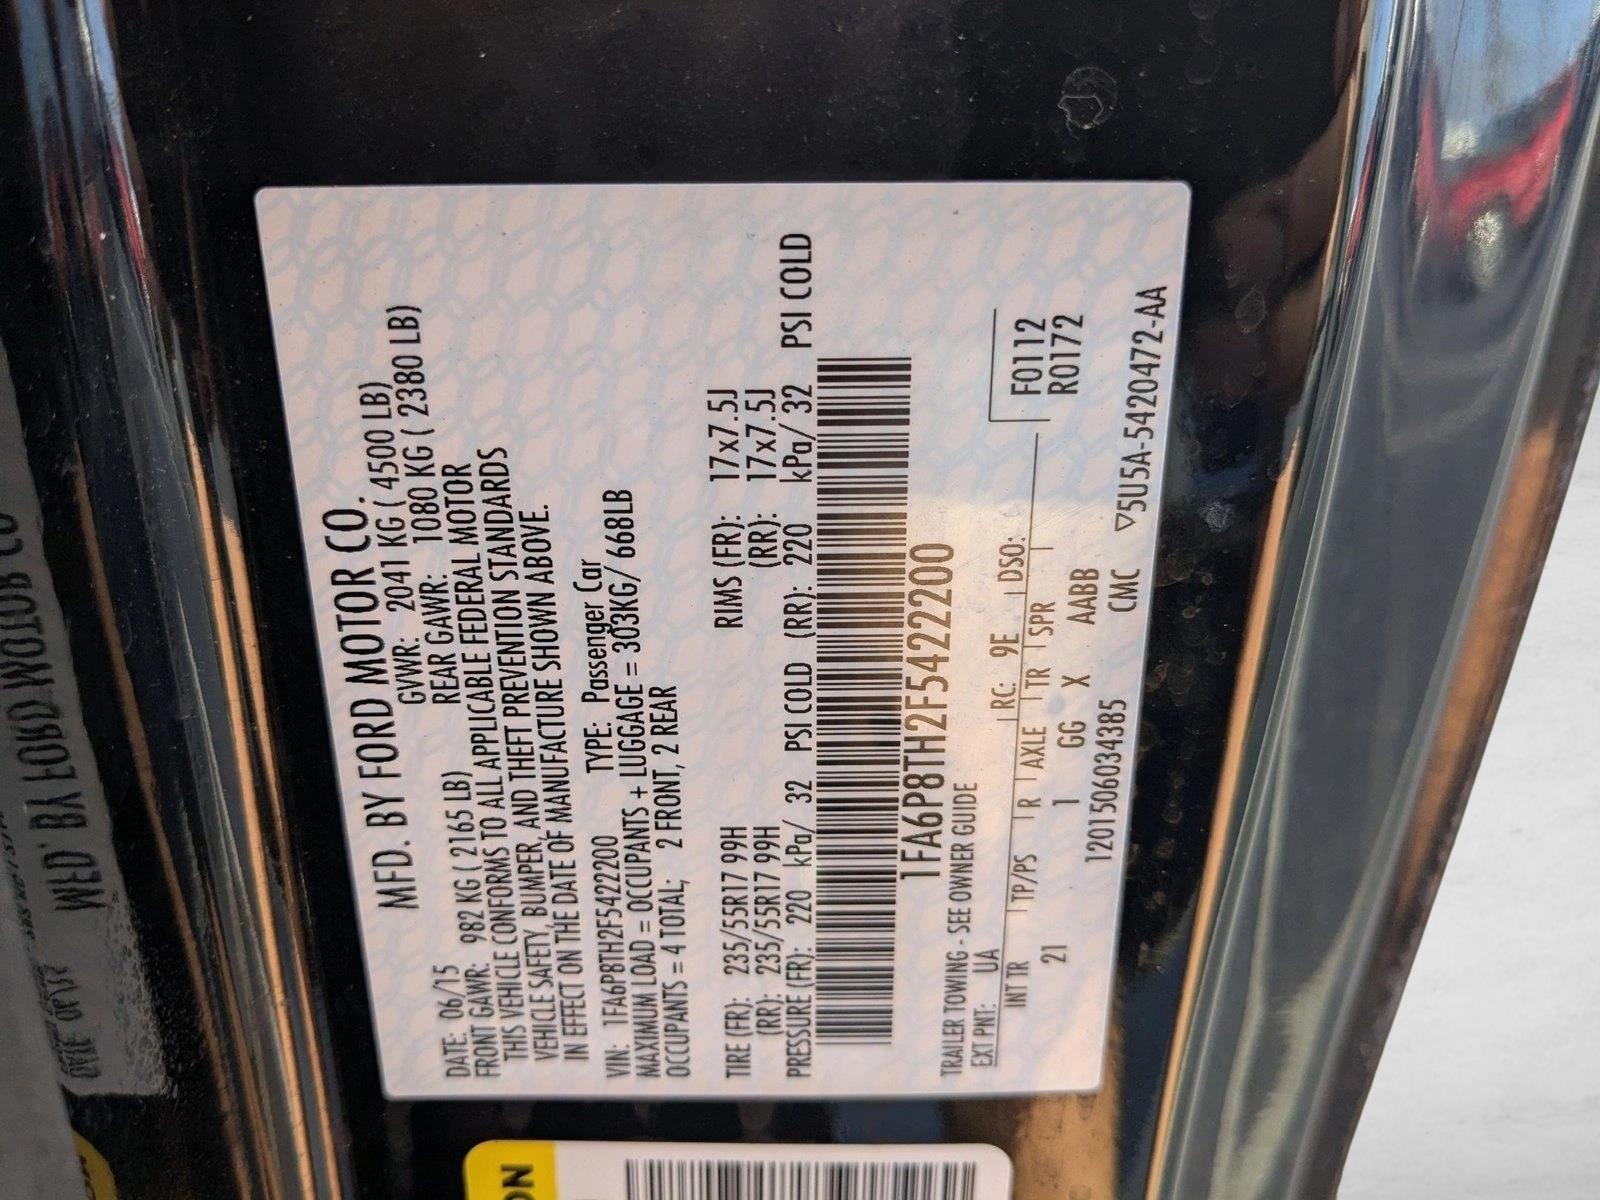 MFD. BY FORD MOTOR CO.
DATE: 06/15 GVWR: 2041 KG ( 4500 LB)
FRONT GAWR: 982 KG ( 2165 LB) REAR GAWR: 1080 KG ( 2380 LB)
THIS VEHICLE CONFORMS TO ALL APPLICABLE FEDERAL MOTOR
VEHICLE SAFETY, BUMPER, AND THEFT PREVENTION STANDARDS
IN EFFECT ON THE DATE OF MANUFACTURE SHOWN ABOVE.
VIN: 1FA6P8TH2F5422200 TYPE: Passenger Car
MAXIMUM LOAD = OCCUPANTS + LUGGAGE = 303KG/ 668LB
OCCUPANTS = 4 TOTAL; 2 FRONT, 2 REAR
TIRE (FR): 235/55R17 99H RIMS (FR): 17x7.5J
(RR): 235/55R17 99H (RR): 17x7.5J
PRESSURE (FR): 220 kPa/ 32 PSI COLD (RR): 220 kPa/ 32 PSI COLD
1FA6P8TH2F5422200
TRAILER TOWING - SEE OWNER GUIDE
EXT PNT: UA RC: 9E DSO: F0112
INT TR TP/PS R AXLE TR SPR R0172
21 1 GG X AABB
1201506034385 CMC ▽5U5A-5420472-AA
ON